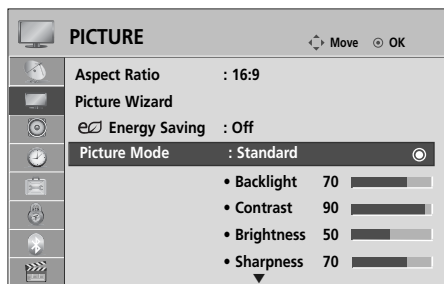 PICTURE Move OK
Aspect Ratio : 16:9
Picture Wizard
Energy Saving : Off
Picture Mode : Standard
• Backlight 70
• Contrast 90
• Brightness 50
• Sharpness 70